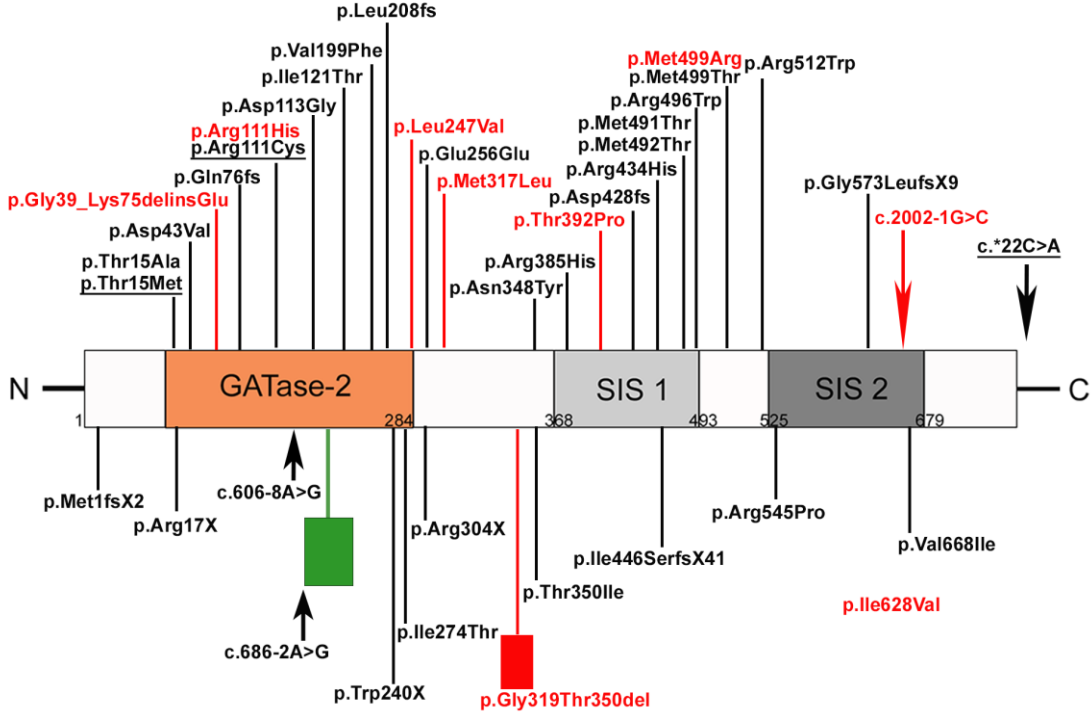 p.Leu208fs
p.Val199Phe
p.Ile121Thr
p.Asp113Gly
p.Arg111His
p.Arg111Cys
p.Gln76fs
p.Gly39_Lys75delinsGlu
p.Asp43Val
p.Thr15Ala
p.Thr15Met
p.Leu247Val
p.Glu256Glu
p.Met317Leu
p.Met499Arg
p.Met499Thr
p.Arg512Trp
p.Arg496Trp
p.Met491Thr
p.Met492Thr
p.Arg434His
p.Asp428fs
p.Thr392Pro
p.Arg385His
p.Asn348Tyr
p.Gly573LeufsX9
c.2002-1G>C
c.*22C>A
N
GATase-2
SIS 1
SIS 2
C
1
284
368
493
525
679
p.Met1fsX2
p.Arg17X
c.606-8A>G
c.686-2A>G
p.Trp240X
p.Ile274Thr
p.Arg304X
p.Gly319Thr350del
p.Thr350Ile
p.Ile446SerfsX41
p.Arg545Pro
p.Val668Ile
p.Ile628Val